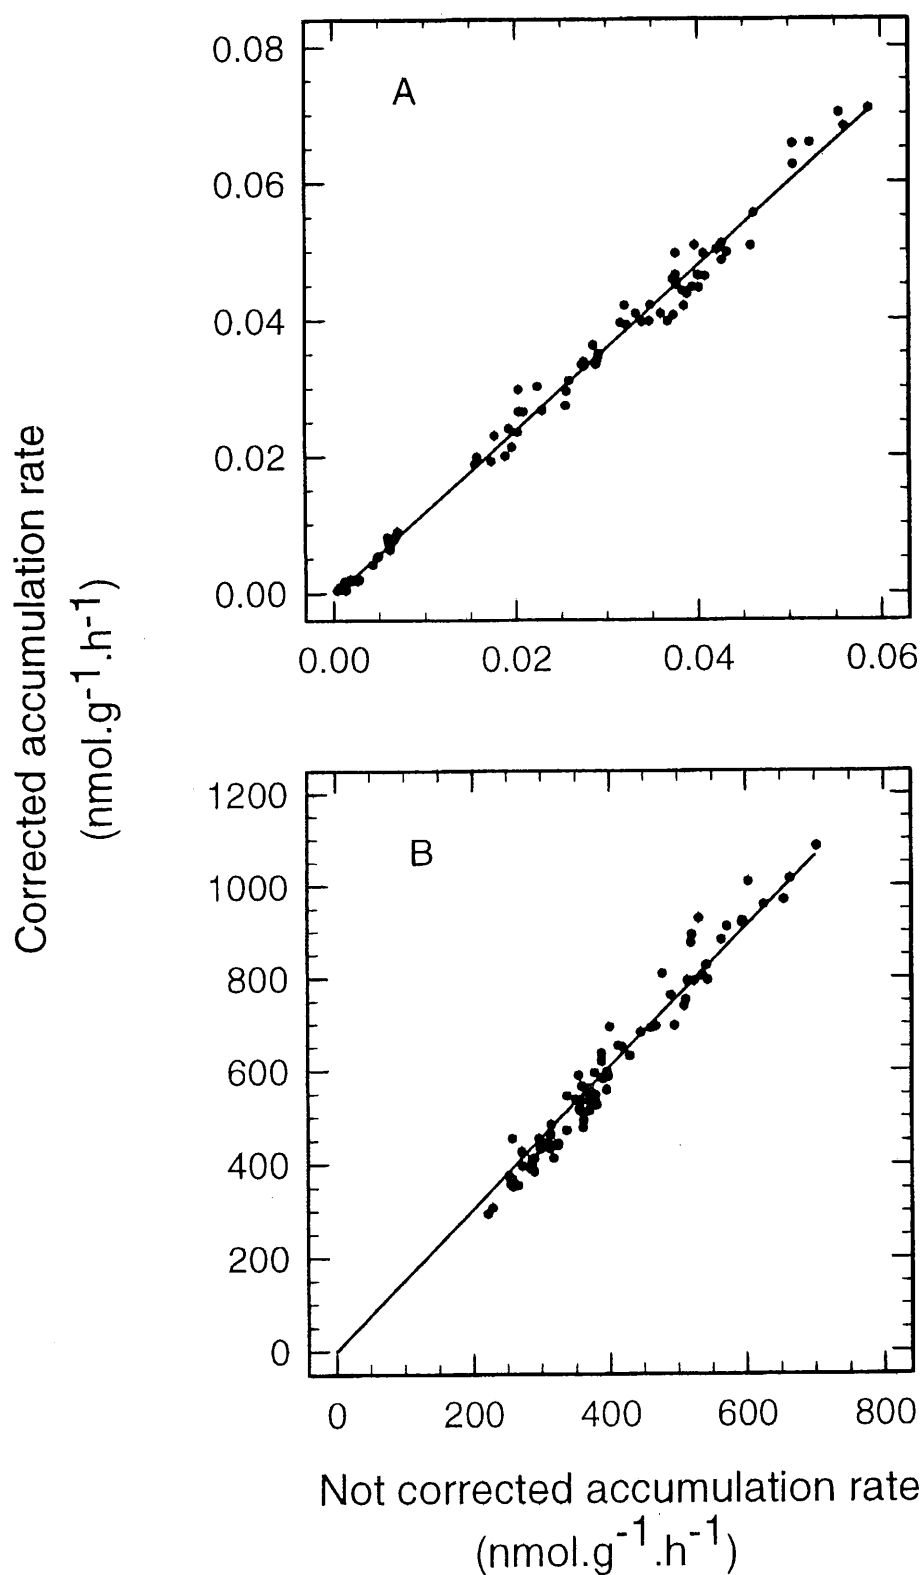 0.08
A
0.06
0.04
0.02
0.00
0.00 0.02 0.04 0.06
Corrected accumulation rate
(nmol.g-1.h-1)
1200
B
1000
800
600
400
200
0
0 200 400 600 800
Not corrected accumulation rate
(nmol.g-1.h-1)